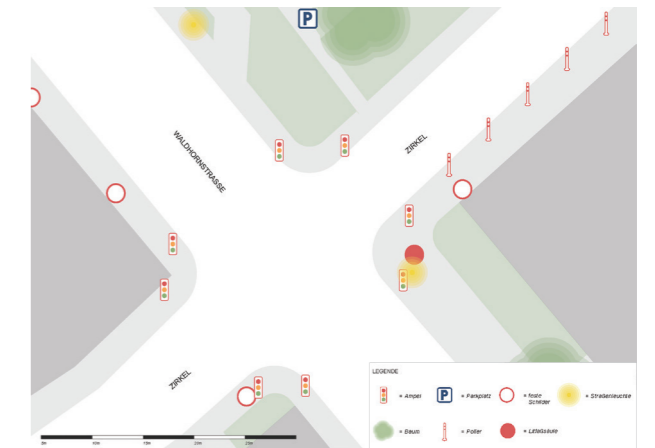 P
WALDHORNSTRASSE
ZIRKEL
ZIRKEL
LEGENDE
= Ampel
P = Parkplatz
= feste Schilder
= Straßenleuchte
= Baum
= Poller
= Litfaßsäule